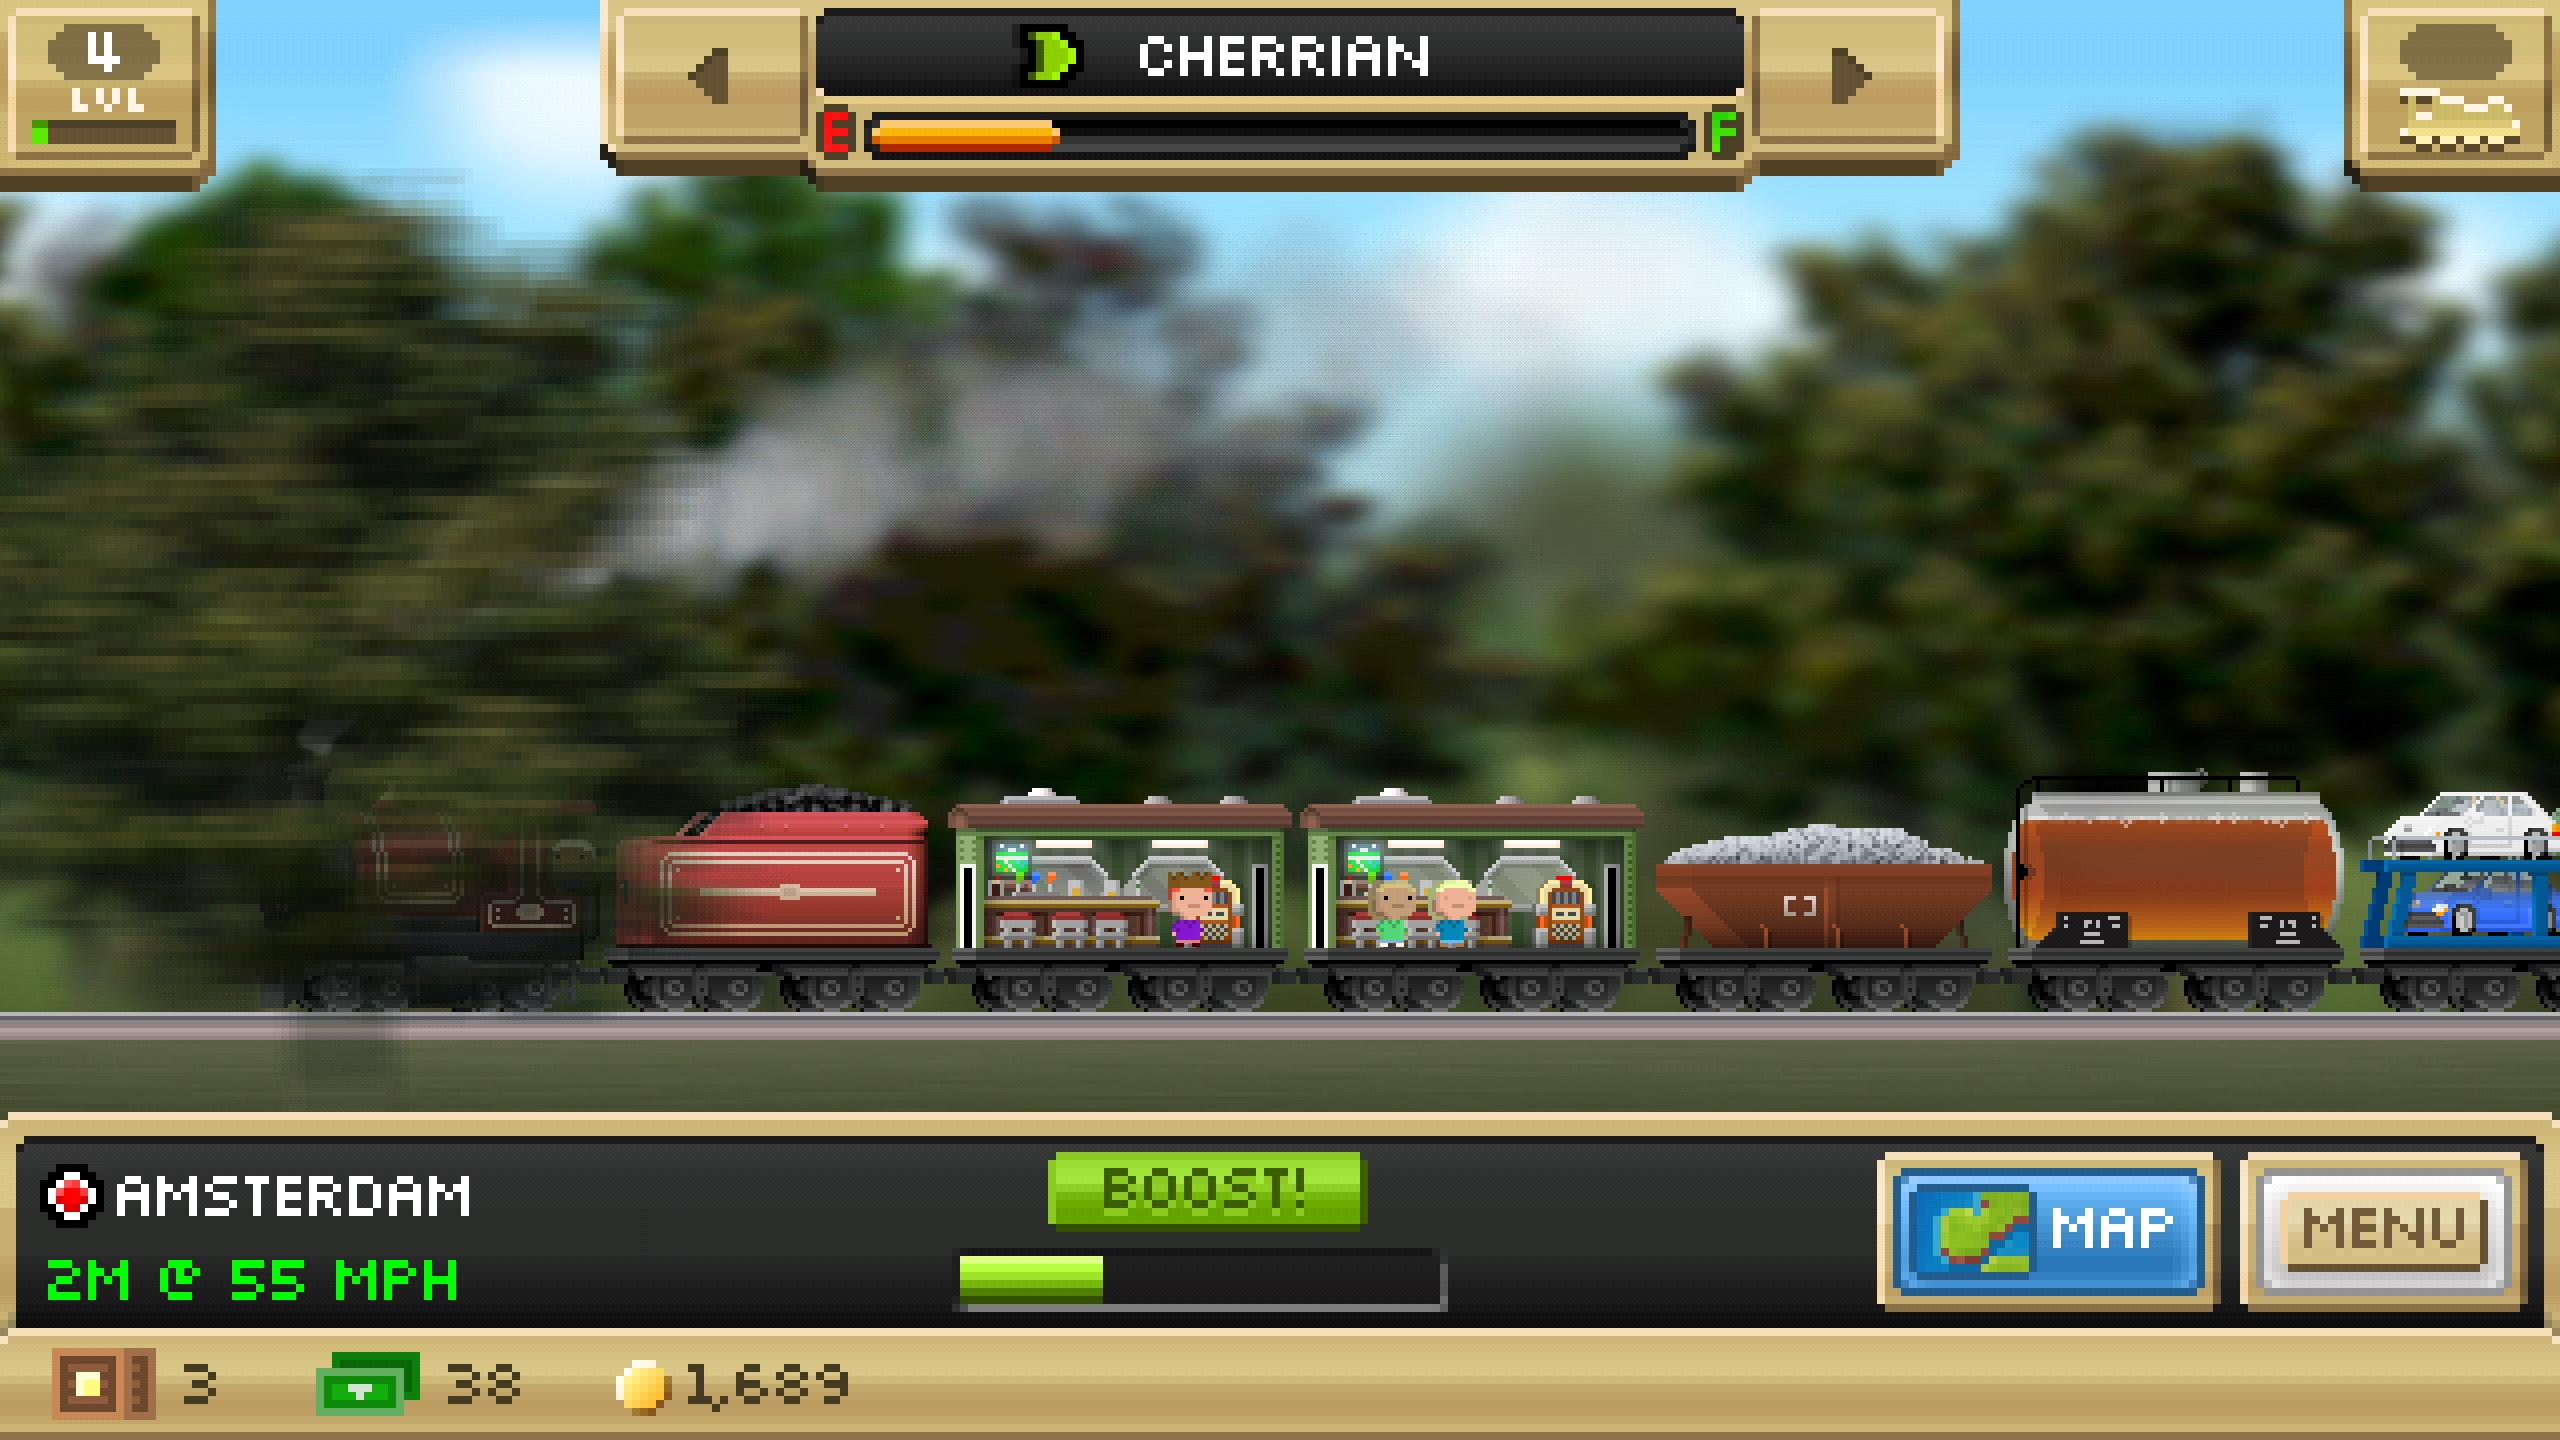 4
LVL
CHERRIAN
E F
AMSTERDAM
2M @ 55 MPH
BOOST!
MAP
MENU
3
38
1,689